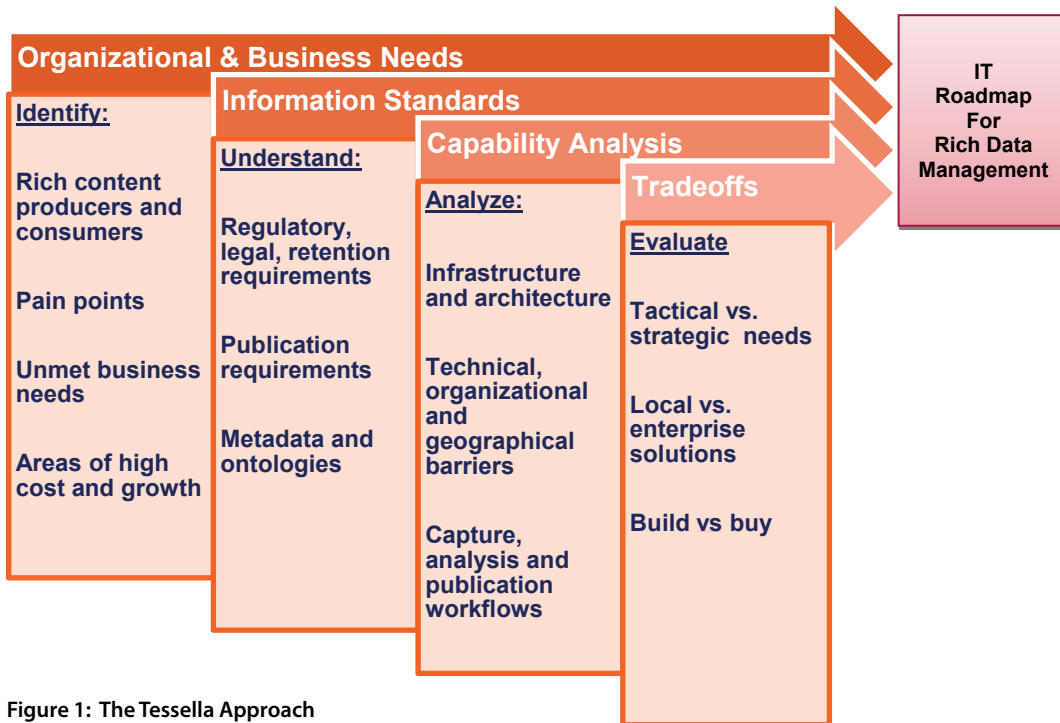 Organizational & Business Needs
Identify:
Rich content
producers and
consumers
Pain points
Unmet business
needs
Areas of high
cost and growth
Information Standards
Understand:
Regulatory,
legal, retention
requirements
Publication
requirements
Metadata and
ontologies
Capability Analysis
Analyze:
Infrastructure
and architecture
Technical,
organizational
and
geographical
barriers
Capture,
analysis and
publication
workflows
Tradeoffs
Evaluate
Tactical vs.
strategic needs
Local vs.
enterprise
solutions
Build vs buy
IT
Roadmap
For
Rich Data
Management
Figure 1: The Tessella Approach